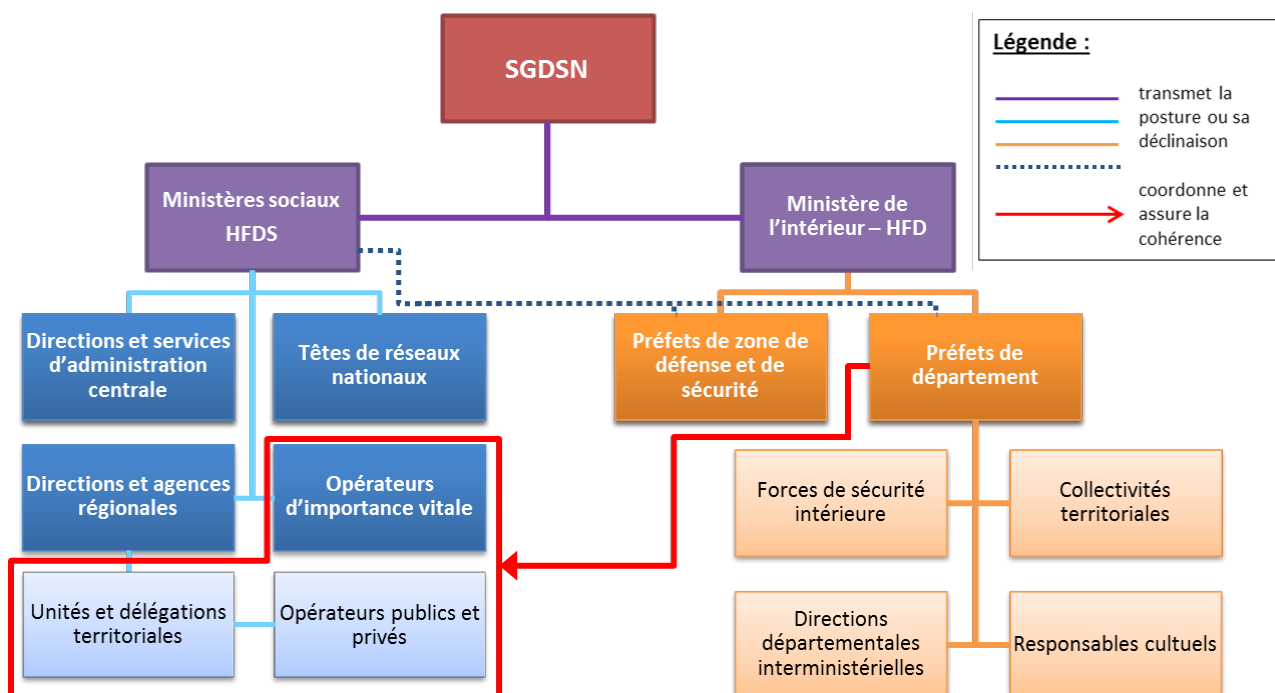 SGDSN
Légende :
transmet la
posture ou sa
déclinaison
coordonne et
assure la
cohérence
Ministères sociaux
HFDS
Ministère de
l'intérieur – HFD
Directions et services
d'administration
centrale
Têtes de réseaux
nationaux
Préfets de zone de
défense et de
sécurité
Préfets de
département
Directions et agences
régionales
Opérateurs
d'importance vitale
Forces de sécurité
intérieure
Collectivités
territoriales
Unités et délégations
territoriales
Opérateurs publics et
privés
Directions
départementales
interministérielles
Responsables cultuels